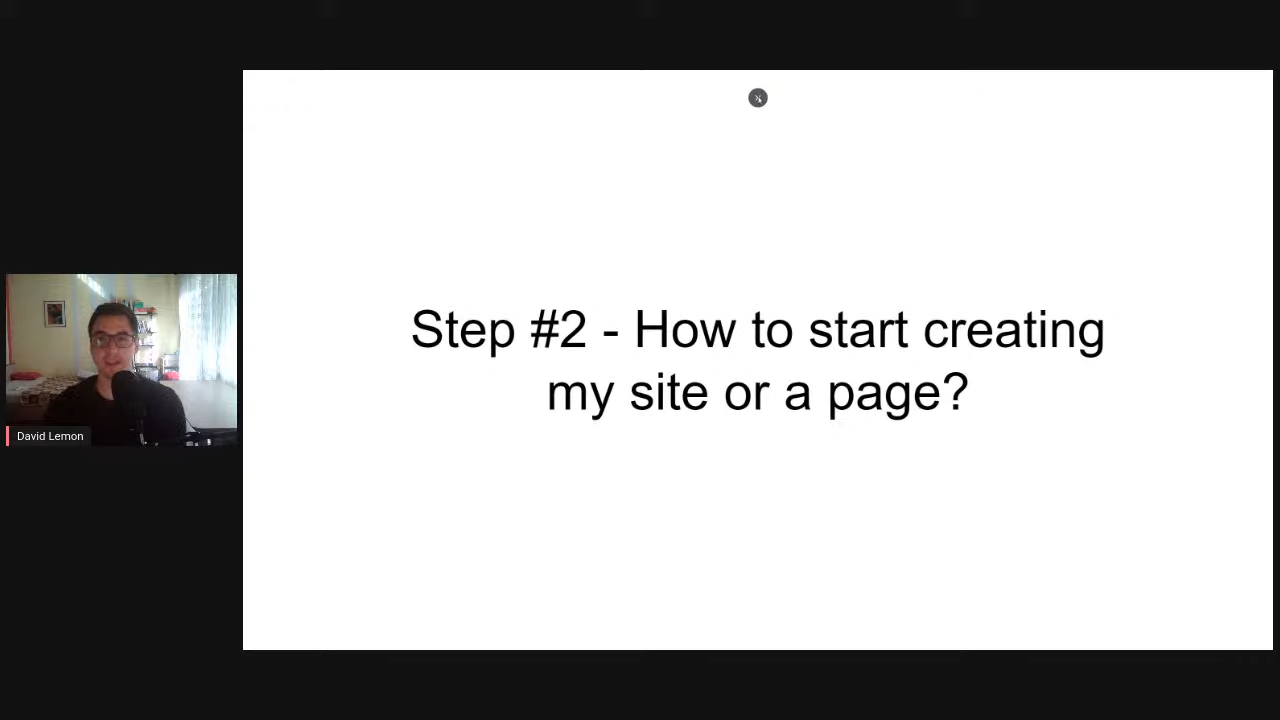 Step #2 - How to start creating
my site or a page?
David Lemon